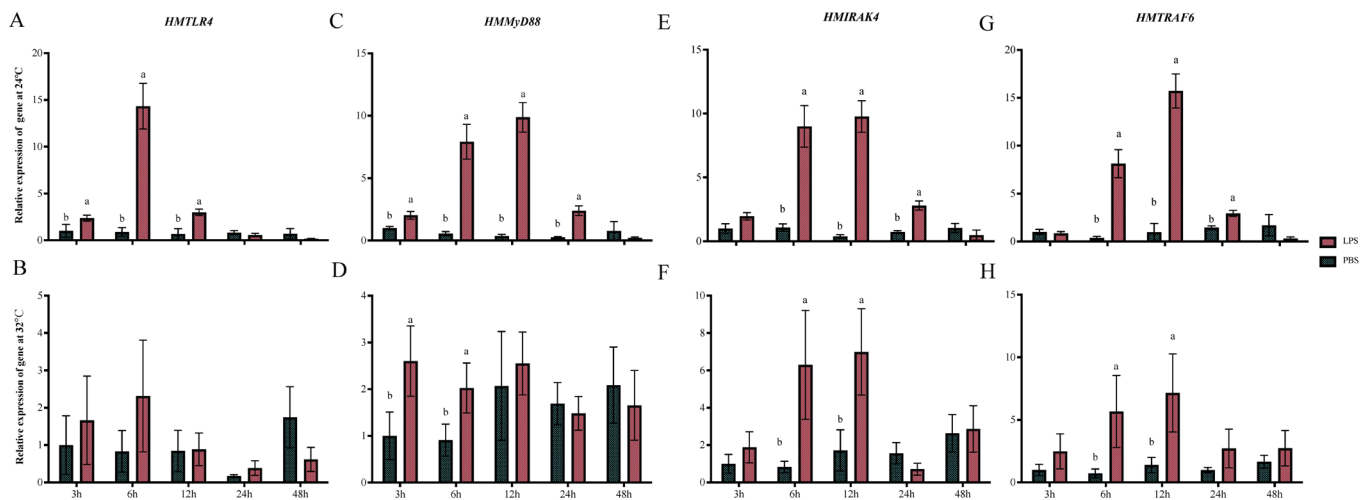 A HMTLR4 C HMMyD88 E HMIRAK4 G HMTRAF6
Relative expression of gene at 24°C
20
15
10
5
0
b a b a b a
15
10
5
0
b a b a b a b a
15
10
5
0
b a b a b a
20
15
10
5
0
b a b a b a
LPS
PBS
B D F H
Relative expression of gene at 32°C
5
4
3
2
1
0
3h 6h 12h 24h 48h
4
3
2
1
0
b a b a
3h 6h 12h 24h 48h
10
8
6
4
2
0
b a b a
3h 6h 12h 24h 48h
15
10
5
0
b a b a
3h 6h 12h 24h 48h